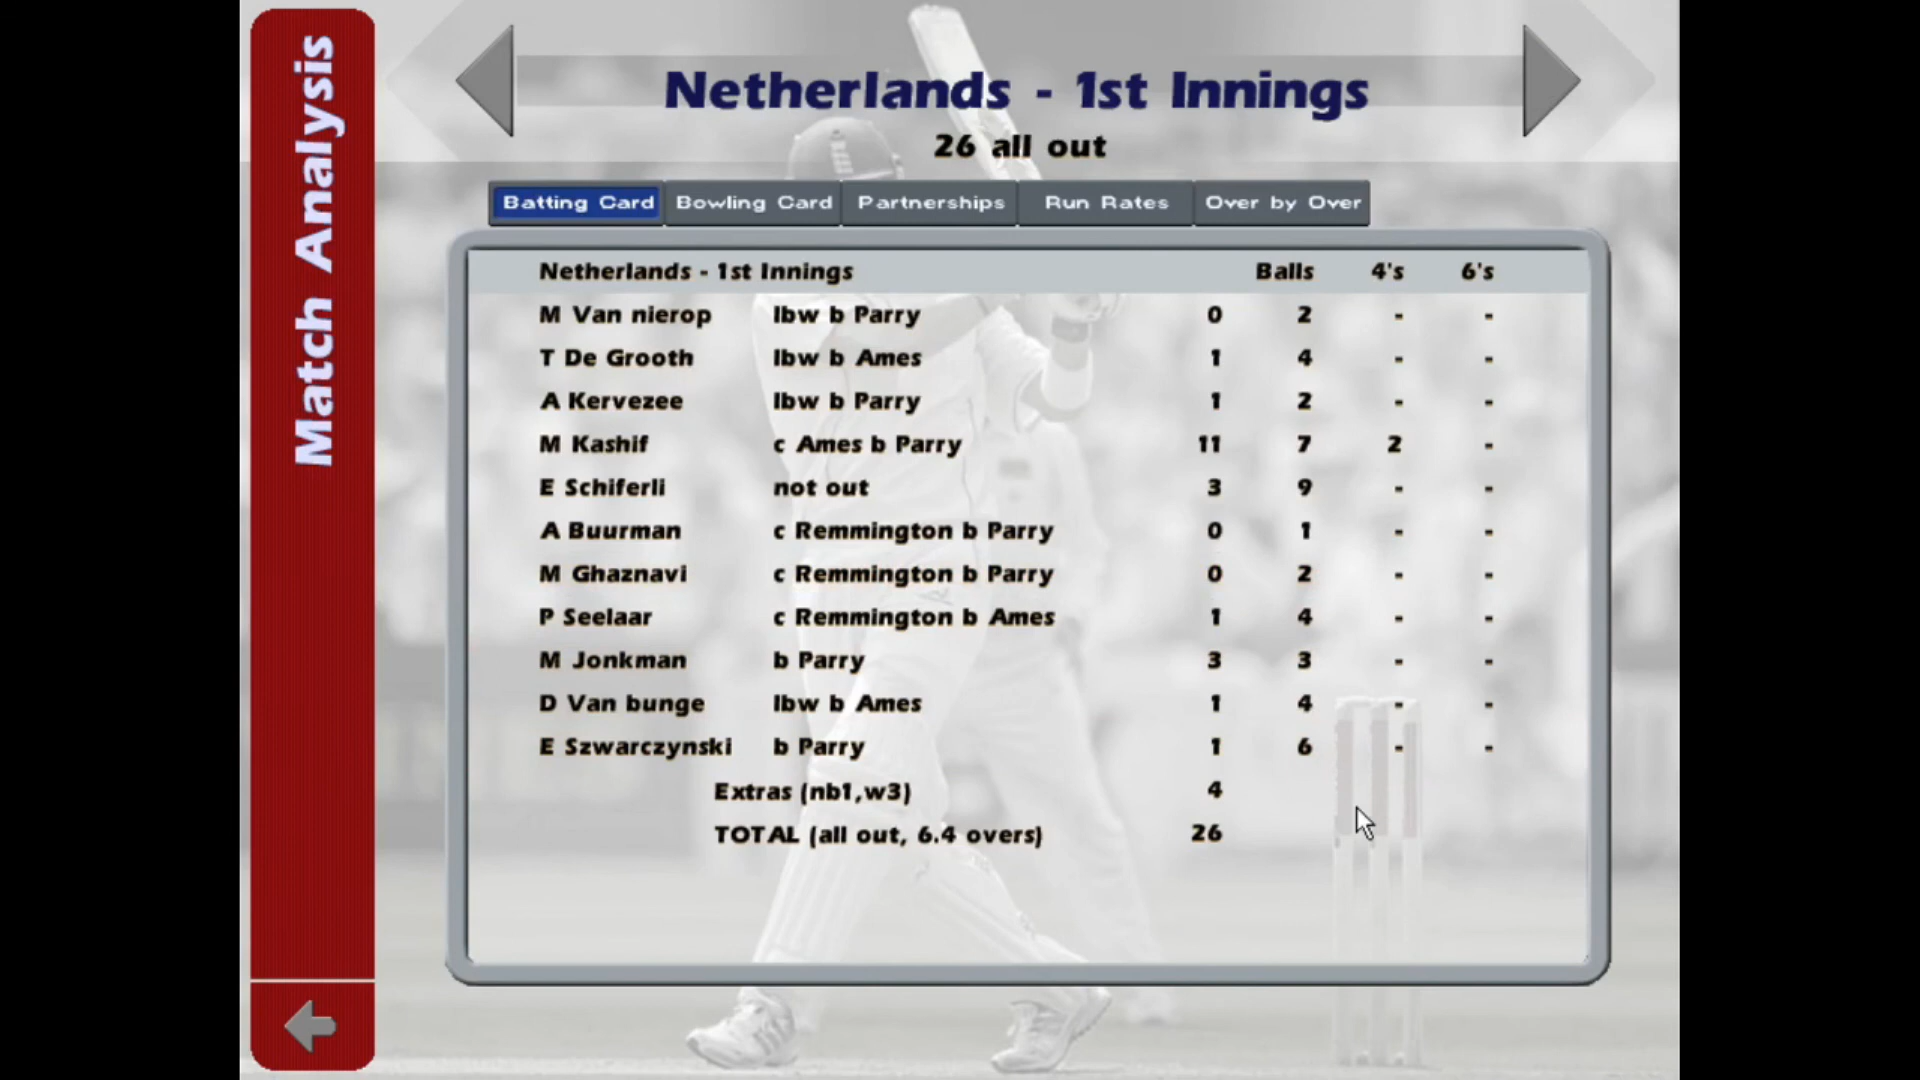 Match Analysis
Netherlands - 1st Innings
26 all out
Batting Card Bowling Card Partnerships Run Rates Over by Over
Netherlands - 1st Innings Balls 4's 6's
M Van nierop lbw b Parry 0 2 - -
T De Grooth lbw b Ames 1 4 - -
A Kervezee lbw b Parry 1 2 - -
M Kashif c Ames b Parry 11 7 2 -
E Schiferli not out 3 9 - -
A Buurman c Remmington b Parry 0 1 - -
M Ghaznavi c Remmington b Parry 0 2 - -
P Seelaar c Remmington b Ames 1 4 - -
M Jonkman b Parry 3 3 - -
D Van bunge lbw b Ames 1 4 - -
E Szwarczynski b Parry 1 6 - -
Extras (nb1,w3) 4
TOTAL (all out, 6.4 overs) 26